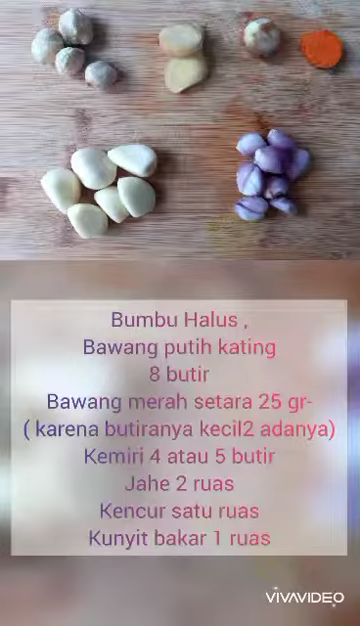 Bumbu Halus ,
Bawang putih kating
8 butir
Bawang merah setara 25 gr-
( karena butiranya kecil2 adanya)
Kemiri 4 atau 5 butir
Jahe 2 ruas
Kencur satu ruas
Kunyit bakar 1 ruas
VIVAVIDEO